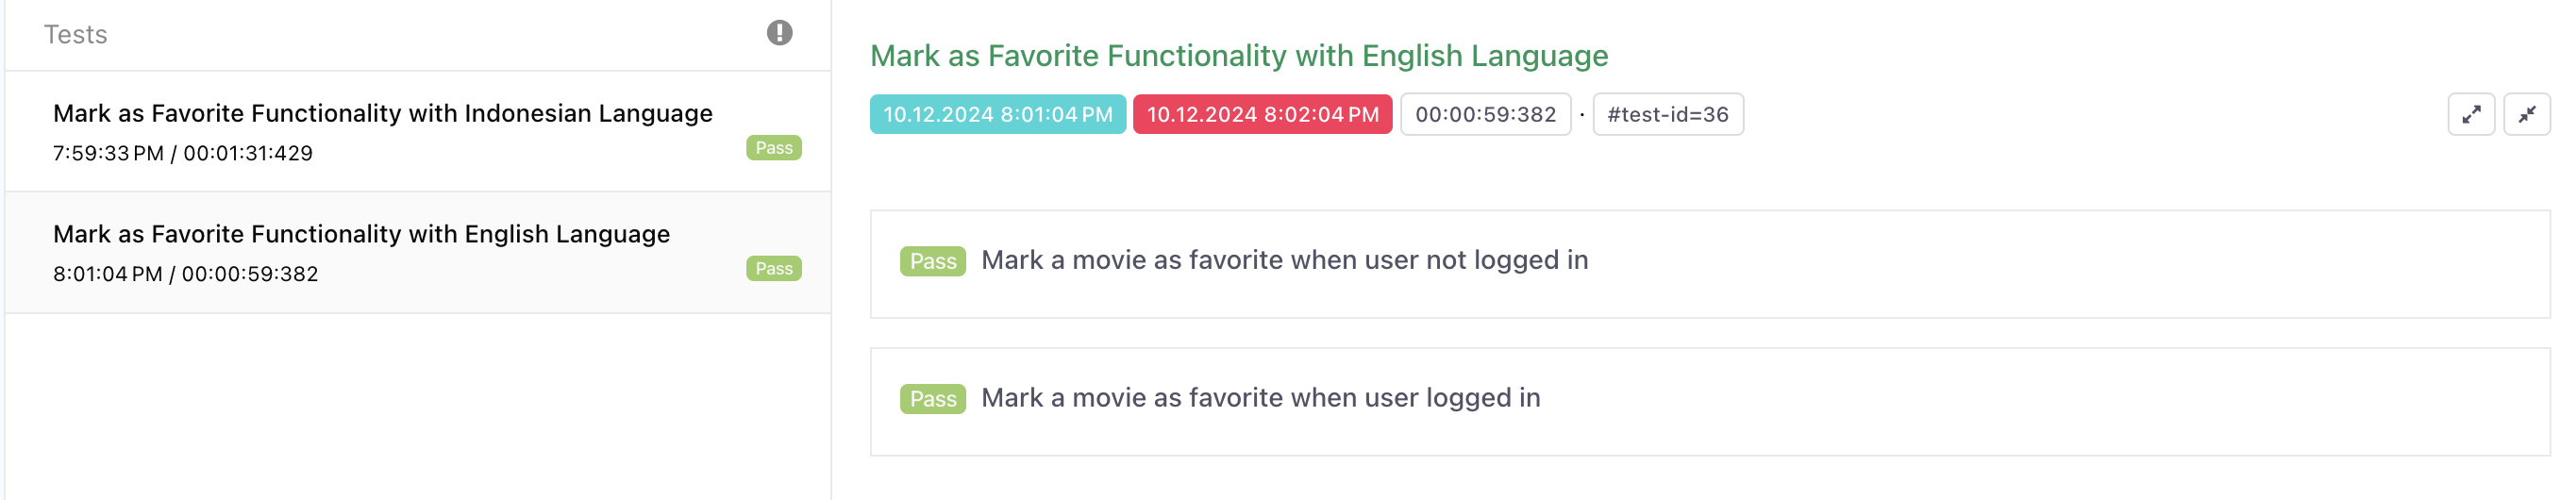 Tests
Mark as Favorite Functionality with Indonesian Language
7:59:33 PM / 00:01:31:429
Pass
Mark as Favorite Functionality with English Language
8:01:04 PM / 00:00:59:382
Pass
Mark as Favorite Functionality with English Language
10.12.2024 8:01:04 PM 10.12.2024 8:02:04 PM 00:00:59:382 · #test-id=36
Pass Mark a movie as favorite when user not logged in
Pass Mark a movie as favorite when user logged in